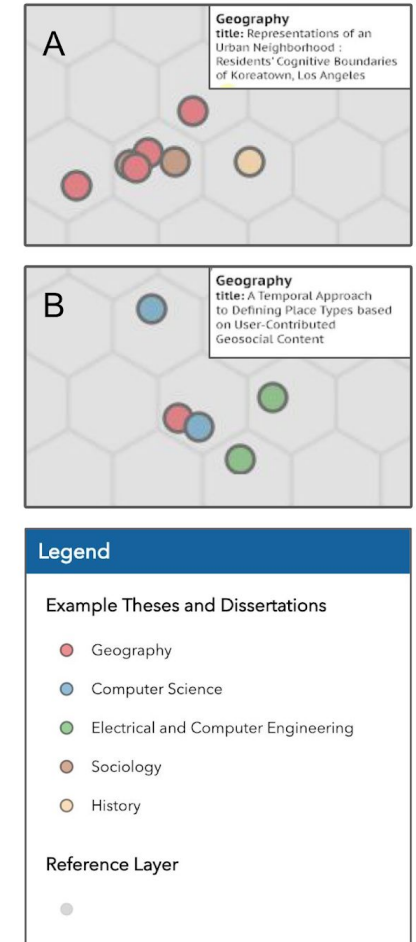 A
Geography
title: Representations of an
Urban Neighborhood :
Residents' Cognitive Boundaries
of Koreatown, Los Angeles
B
Geography
title: A Temporal Approach
to Defining Place Types based
on User-Contributed
Geosocial Content
Legend
Example Theses and Dissertations
Geography
Computer Science
Electrical and Computer Engineering
Sociology
History
Reference Layer